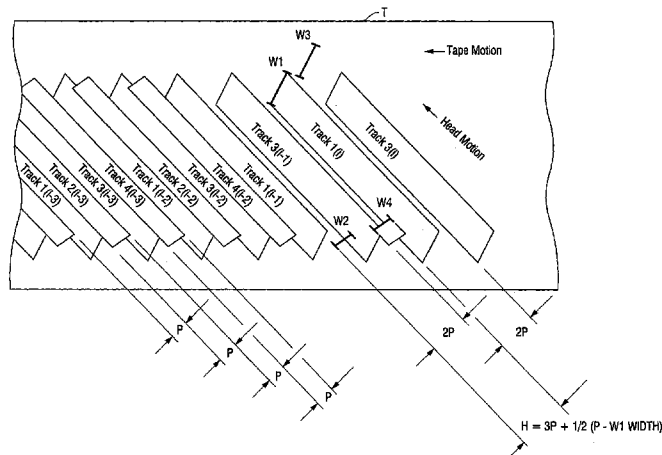 T
W3
W1
← Tape Motion
Head Motion
Track 3(i)
Track 1(i)
Track 3(i-1)
Track 1(i-1)
Track 4(i-2)
Track 3(i-2)
Track 2(i-2)
Track 1(i-2)
Track 4(i-3)
Track 3(i-3)
Track 2(i-3)
Track 1(i-3)
W4
W2
P
P
P
P
2P
2P
H = 3P + 1/2 (P - W1 WIDTH)